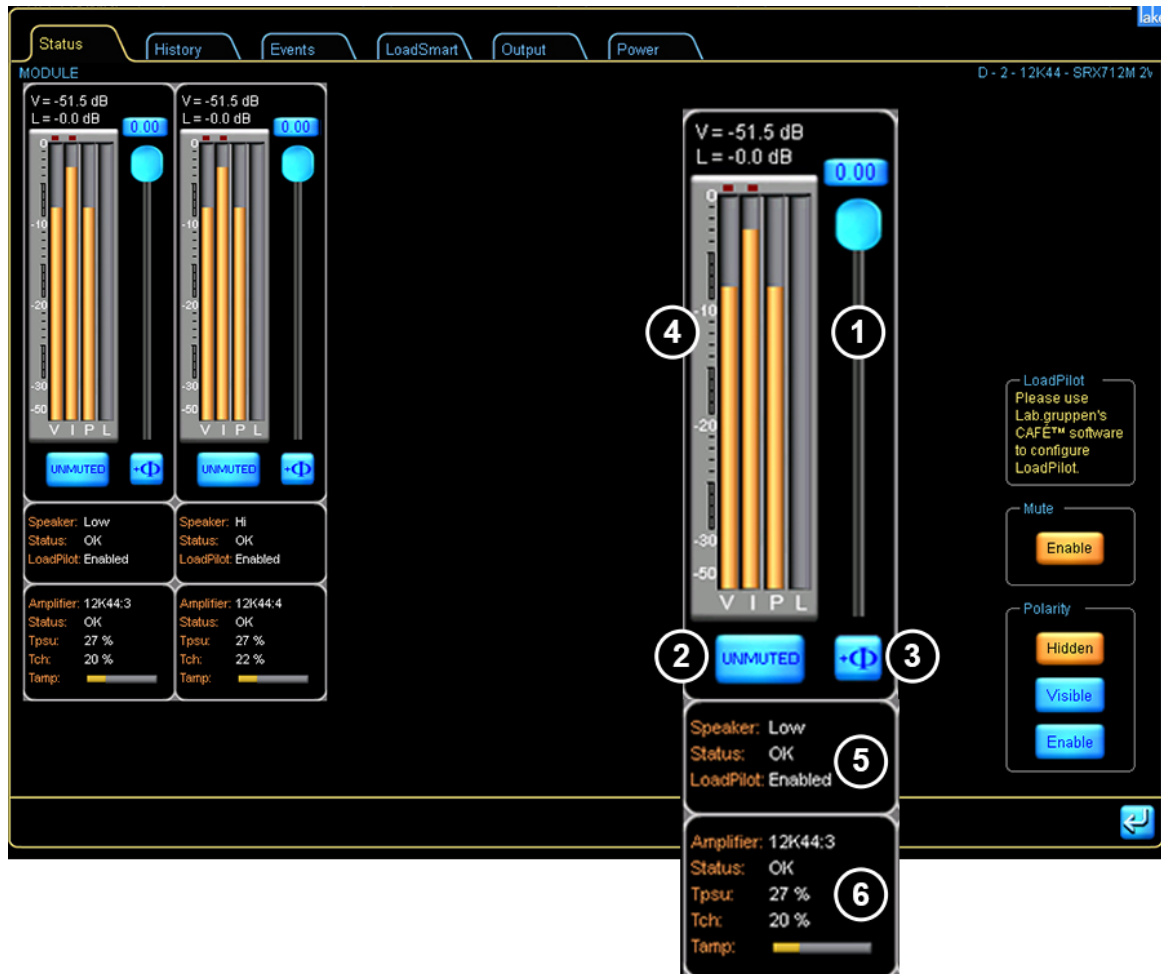 lake
Status History Events LoadSmart Output Power
MODULE
D - 2 - 12K44 - SRX712M 2
V = -51.5 dB
L = -0.0 dB
0.00
0
-10
-20
-30
-50
V I P L
UNMUTED
+Φ
Speaker: Low
Status: OK
LoadPilot: Enabled
Amplifier: 12K44:3
Status: OK
Tpsu: 27 %
Tch: 20 %
Tamp:
V = -51.5 dB
L = -0.0 dB
0.00
0
-10
-20
-30
-50
V I P L
UNMUTED
+Φ
Speaker: Hi
Status: OK
LoadPilot: Enabled
Amplifier: 12K44:4
Status: OK
Tpsu: 27 %
Tch: 22 %
Tamp:
V = -51.5 dB
L = -0.0 dB
0.00
0
-10
-20
-30
-50
V I P L
4
1
2
UNMUTED
+Φ
3
Speaker: Low
Status: OK
LoadPilot: Enabled
5
Amplifier: 12K44:3
Status: OK
Tpsu: 27 %
Tch: 20 %
Tamp:
6
LoadPilot
Please use
Lab.gruppen's
CAFÉ™ software
to configure
LoadPilot.
Mute
Enable
Polarity
Hidden
Visible
Enable